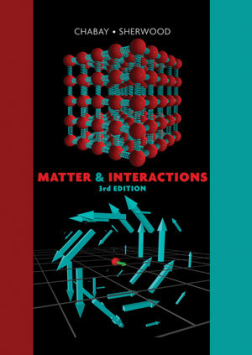 CHABAY • SHERWOOD
MATTER & INTERACTIONS
3rd EDITION